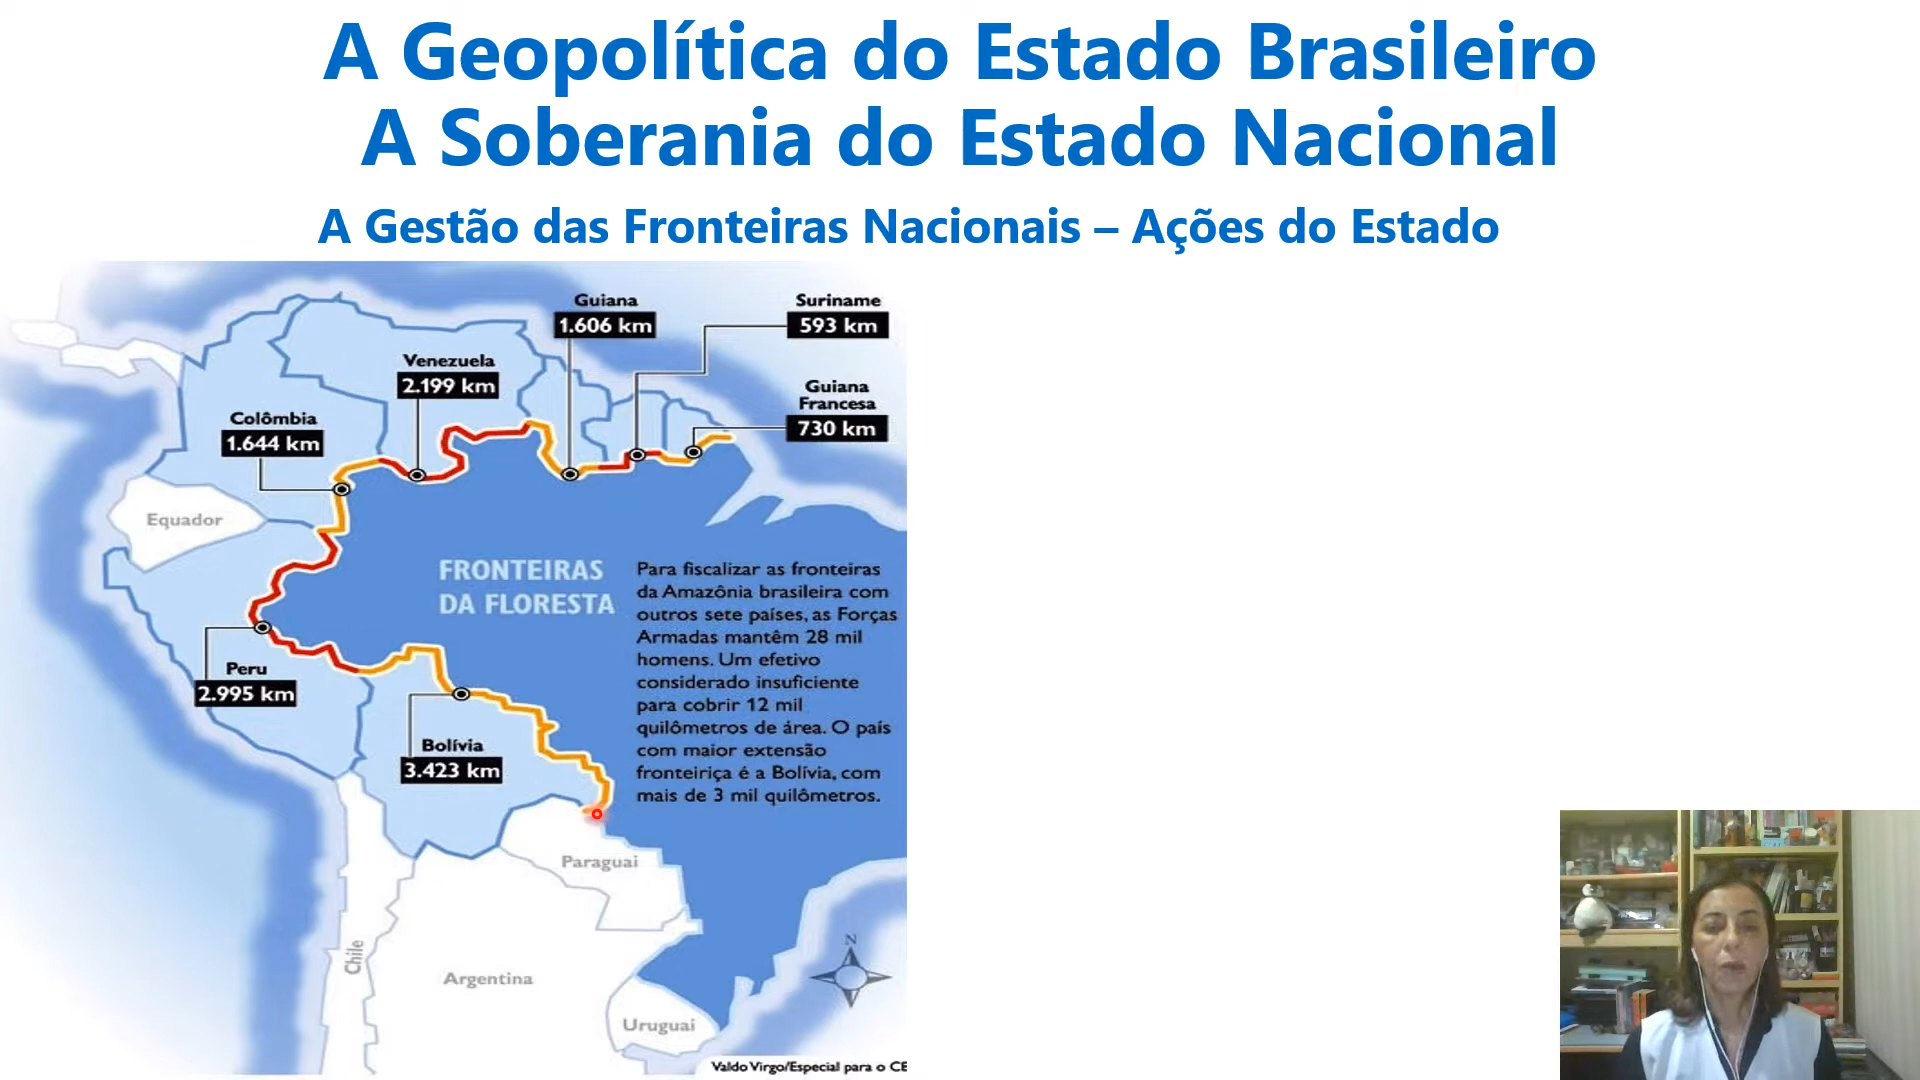 A Geopolítica do Estado Brasileiro
A Soberania do Estado Nacional
A Gestão das Fronteiras Nacionais – Ações do Estado
Guiana
1.606 km
Suriname
593 km
Venezuela
2.199 km
Guiana
Francesa
730 km
Colômbia
1.644 km
Equador
FRONTEIRAS
DA FLORESTA
Para fiscalizar as fronteiras
da Amazônia brasileira com
outros sete países, as Forças
Armadas mantêm 28 mil
homens. Um efetivo
considerado insuficiente
para cobrir 12 mil
quilômetros de área. O país
com maior extensão
fronteiriça é a Bolívia, com
mais de 3 mil quilômetros.
Peru
2.995 km
Bolívia
3.423 km
Paraguai
Chile
Argentina
N
Uruguai
Valdo Virgo/Especial para o CB